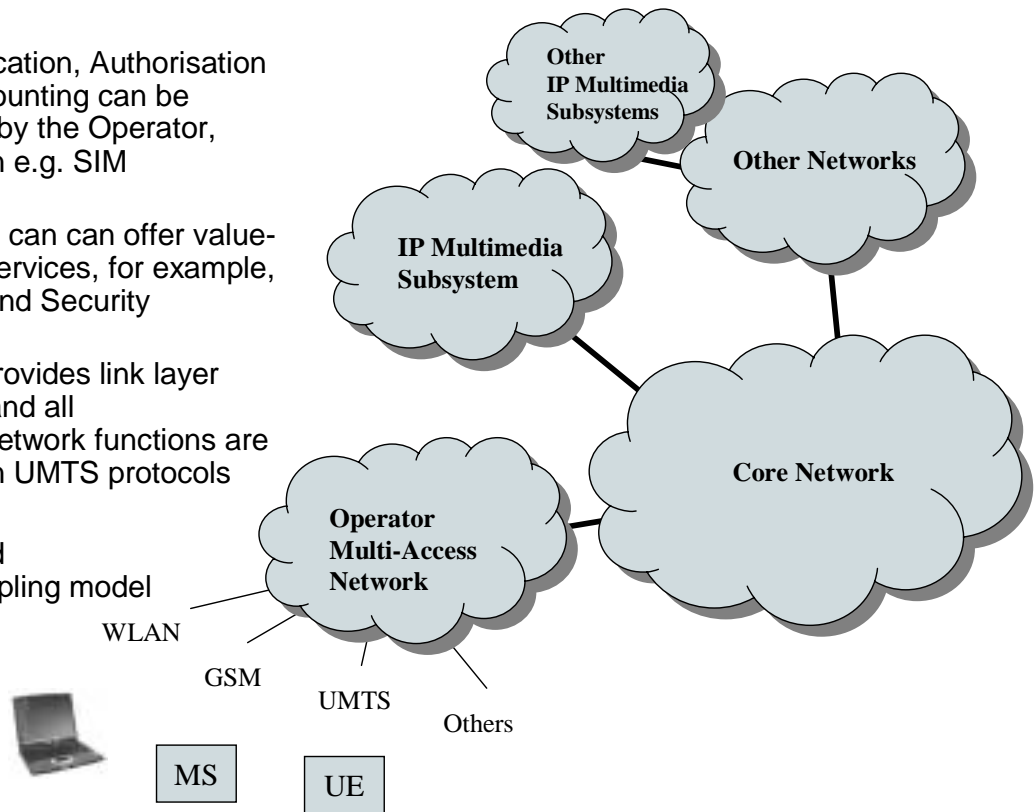 cation, Authorisation
ounting can be
by the Operator,
n e.g. SIM
can can offer value-
services, for example,
nd Security
rovides link layer
and all
network functions are
n UMTS protocols
d
pling model
Other
IP Multimedia
Subsystems
Other Networks
IP Multimedia
Subsystem
Core Network
Operator
Multi-Access
Network
WLAN
GSM
UMTS
Others
MS
UE